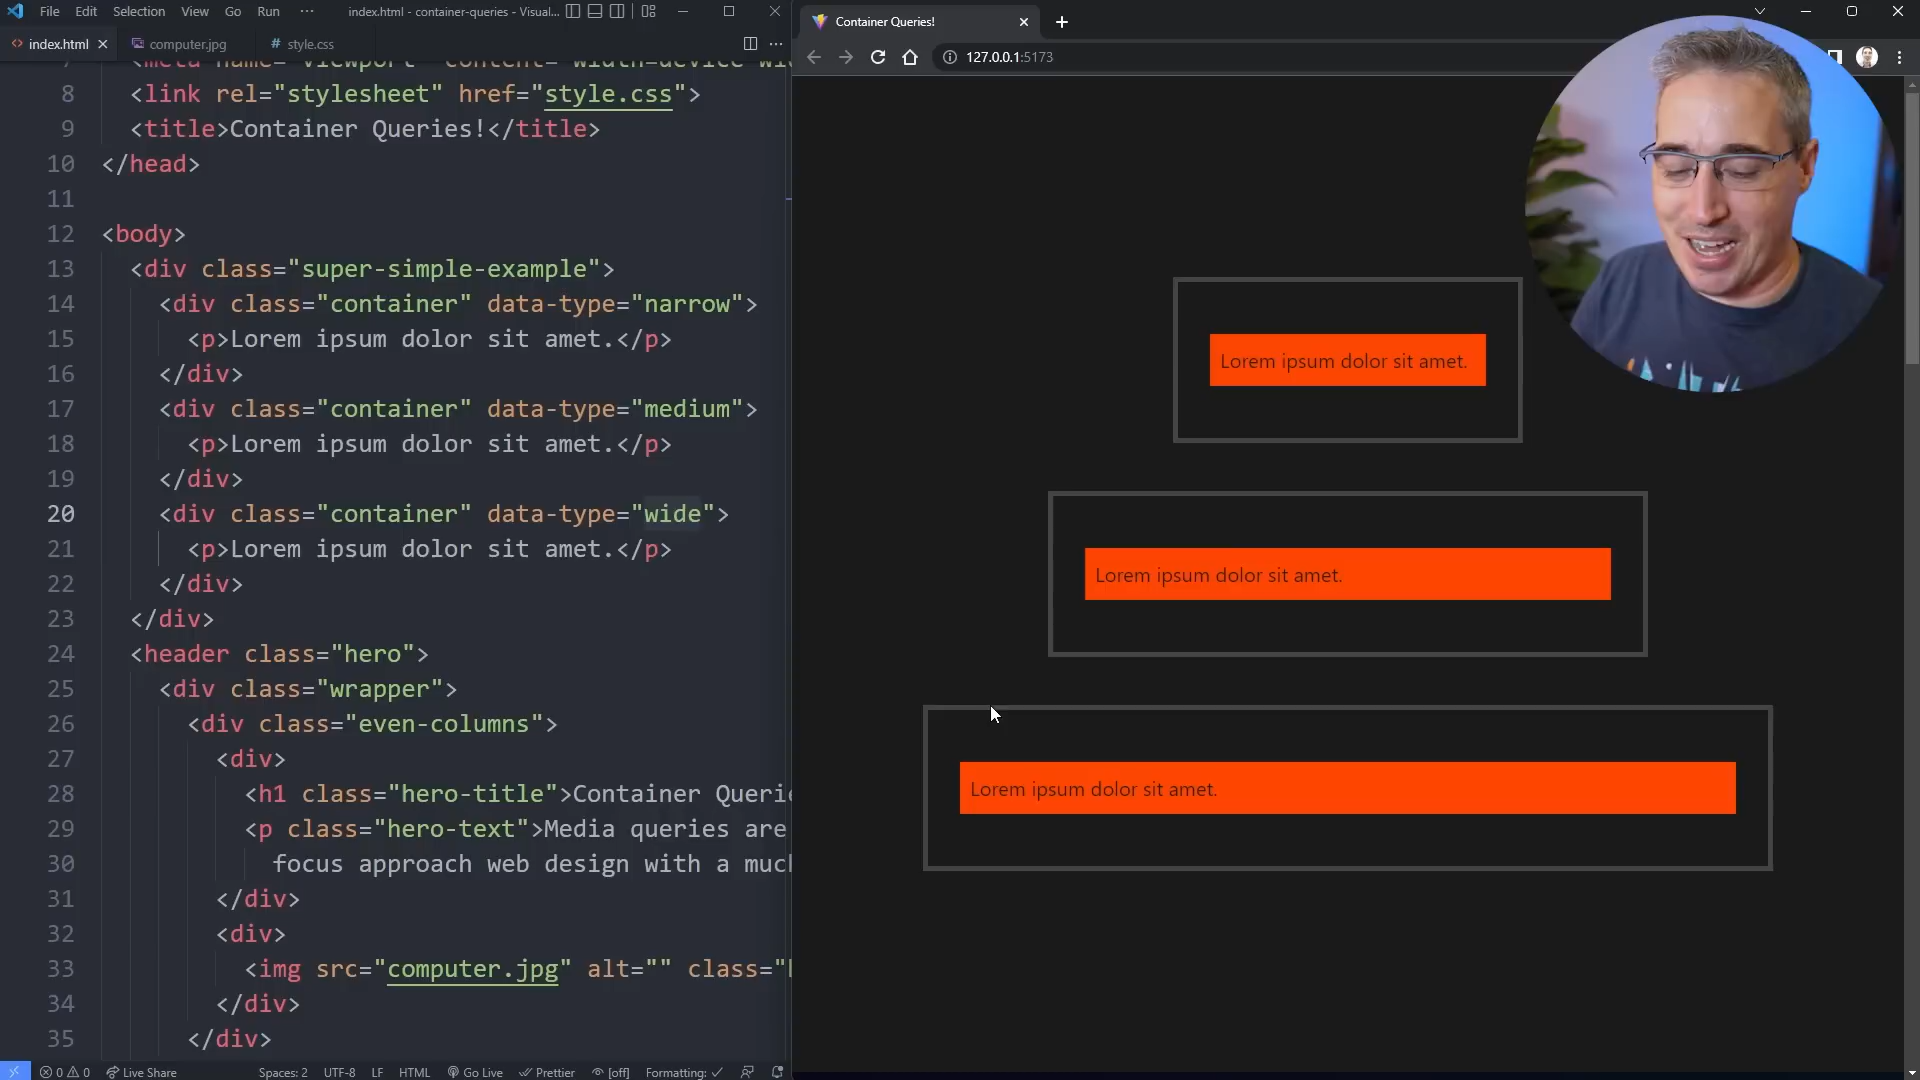 File Edit Selection View Go Run ··· index.html - container-queries - Visual...
index.html computer.jpg # style.css
8 <link rel="stylesheet" href="style.css">
9 <title>Container Queries!</title>
10 </head>
11
12 <body>
13 <div class="super-simple-example">
14 <div class="container" data-type="narrow">
15 <p>Lorem ipsum dolor sit amet.</p>
16 </div>
17 <div class="container" data-type="medium">
18 <p>Lorem ipsum dolor sit amet.</p>
19 </div>
20 <div class="container" data-type="wide">
21 <p>Lorem ipsum dolor sit amet.</p>
22 </div>
23 </div>
24 <header class="hero">
25 <div class="wrapper">
26 <div class="even-columns">
27 <div>
28 <h1 class="hero-title">Container Querie
29 <p class="hero-text">Media queries are
30 focus approach web design with a much
31 </div>
32 <div>
33 <img src="computer.jpg" alt="" class="
34 </div>
35 </div>
0 0 Live Share Spaces: 2 UTF-8 LF HTML Go Live Prettier [off] Formatting: ✓
Container Queries!
127.0.0.1:5173
Lorem ipsum dolor sit amet.
Lorem ipsum dolor sit amet.
Lorem ipsum dolor sit amet.